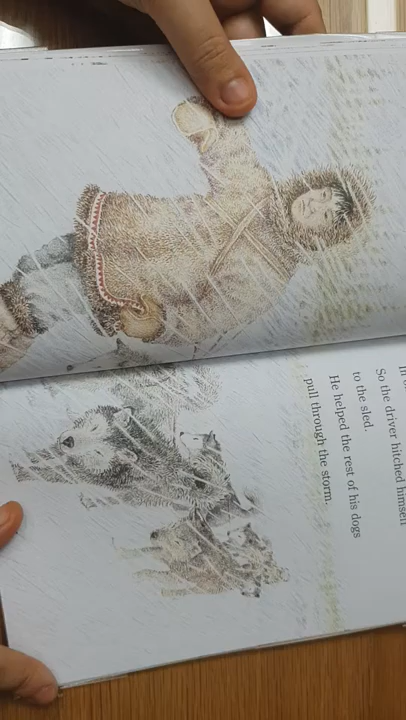 So the driver hitched himself
to the sled.
He helped the rest of his dogs
pull through the storm.